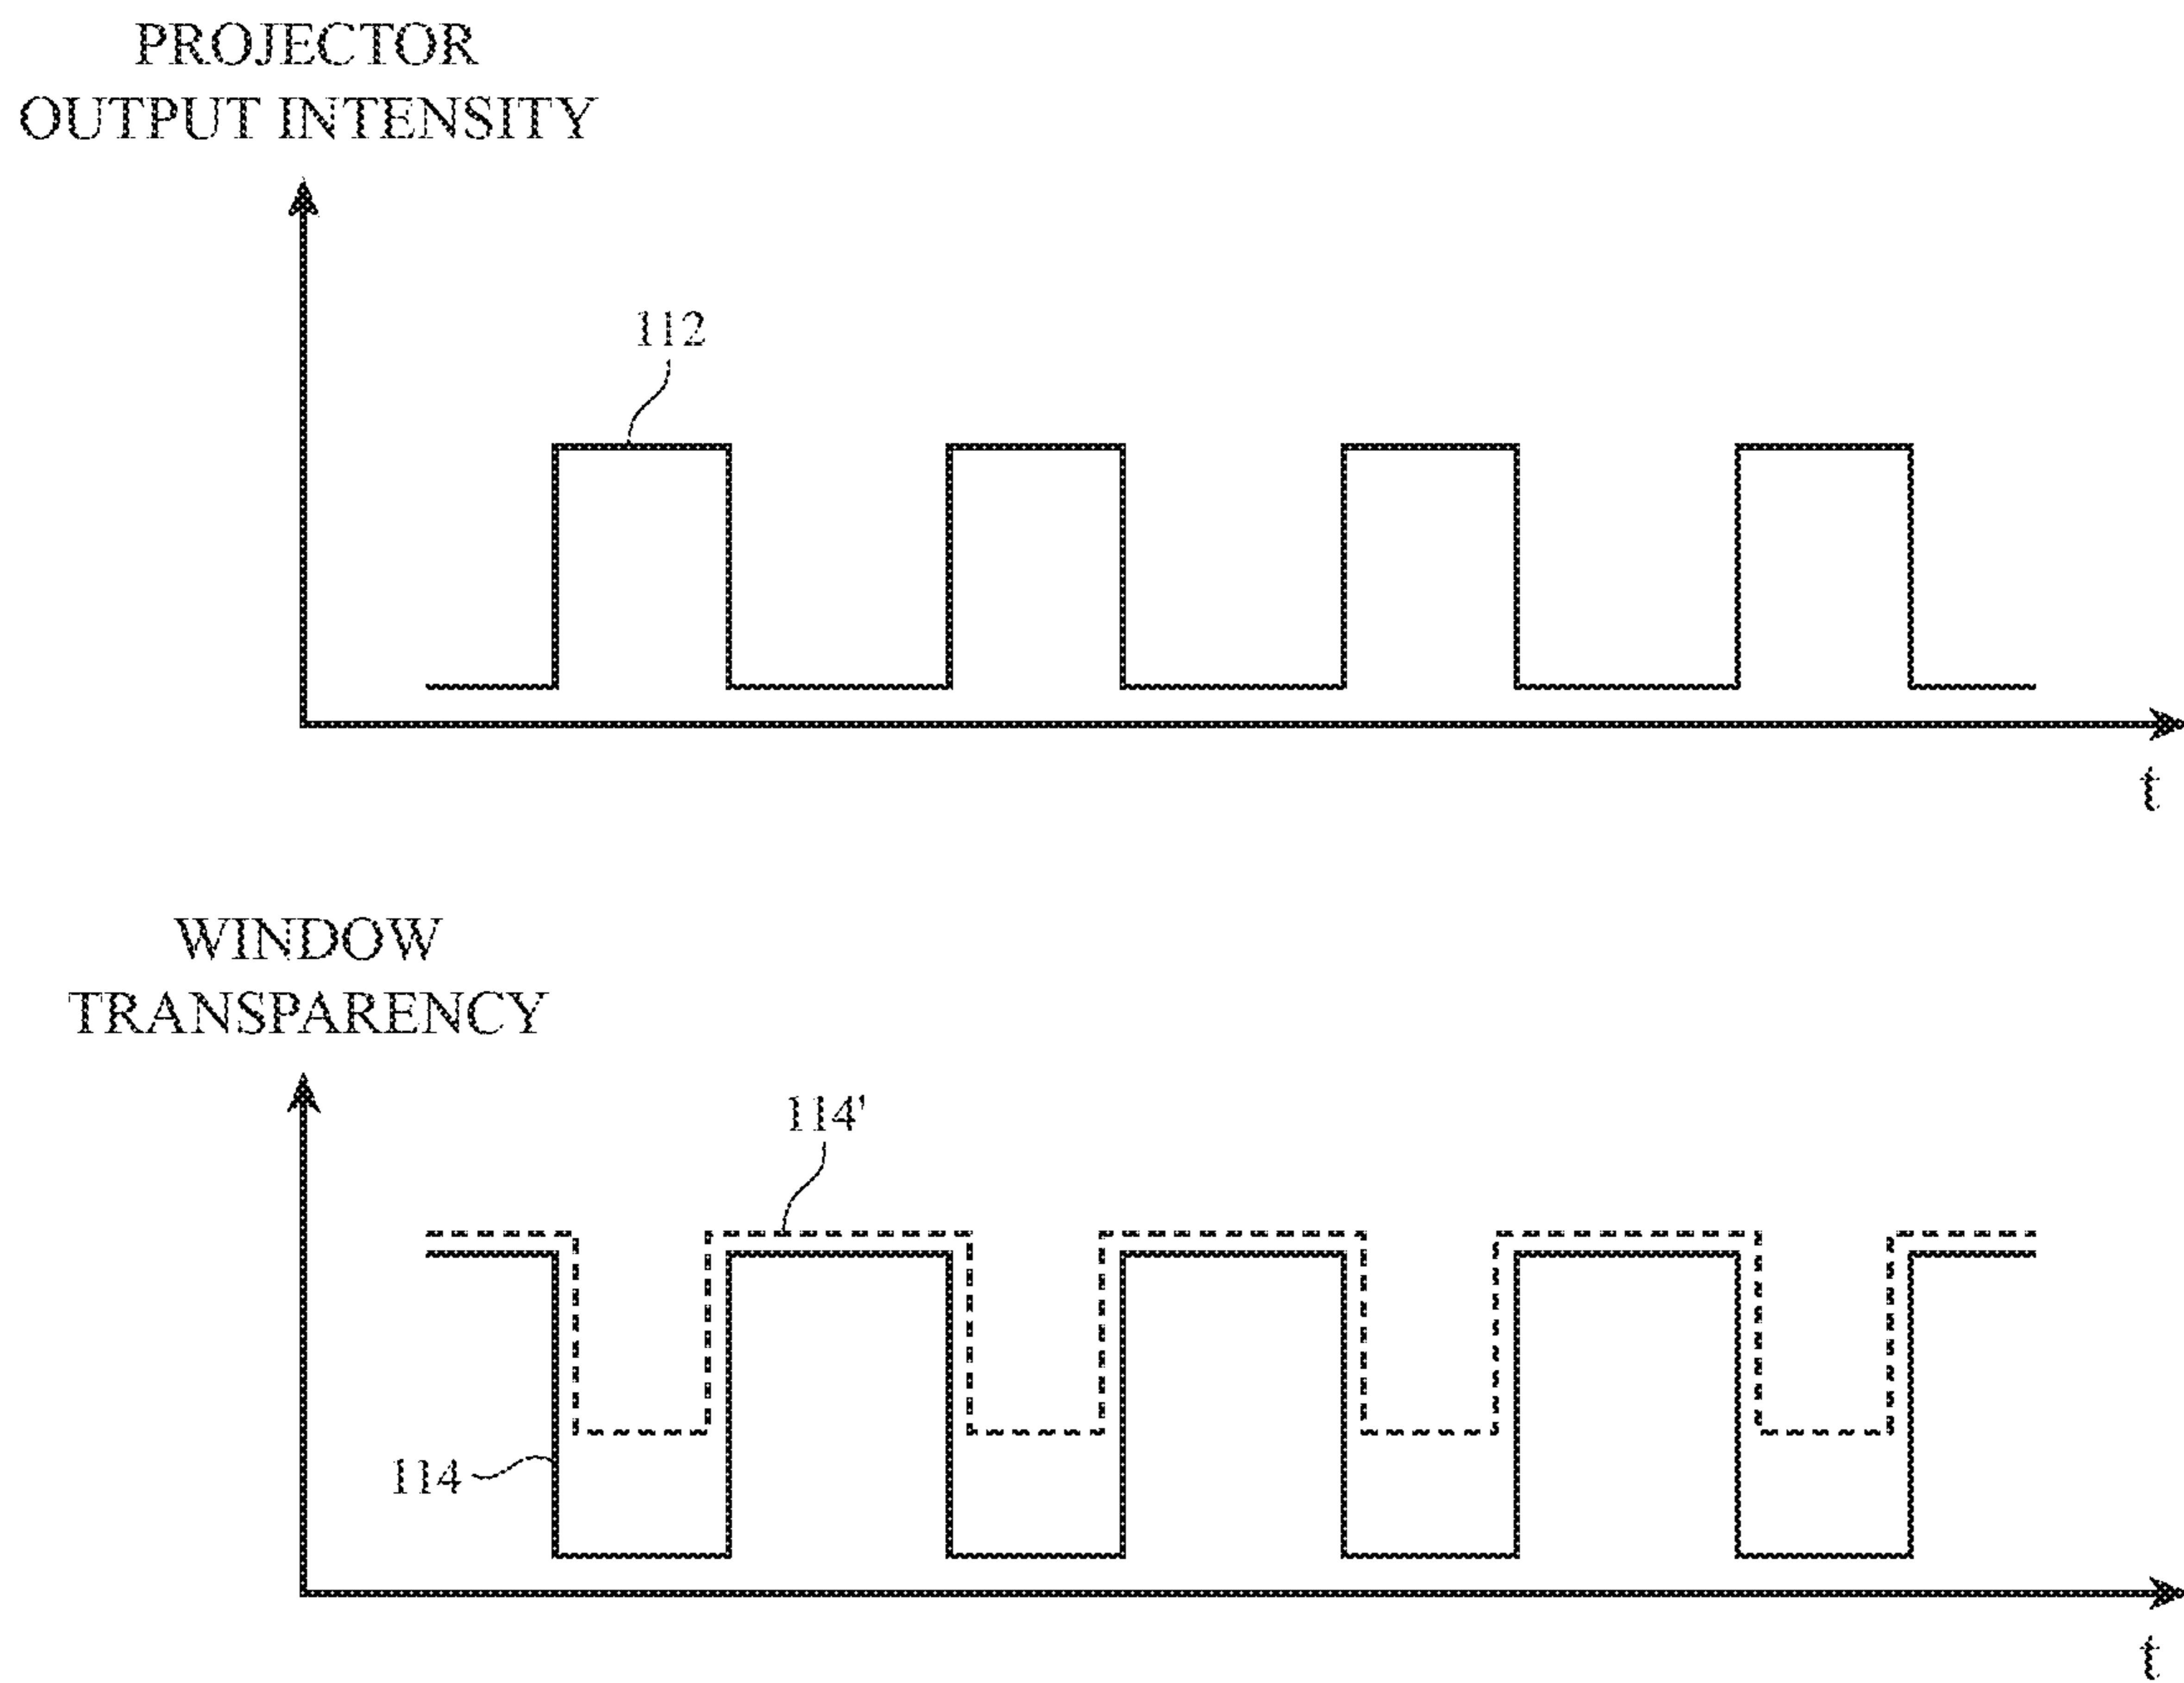 PROJECTOR
OUTPUT INTENSITY
112
t
WINDOW
TRANSPARENCY
114'
114
t